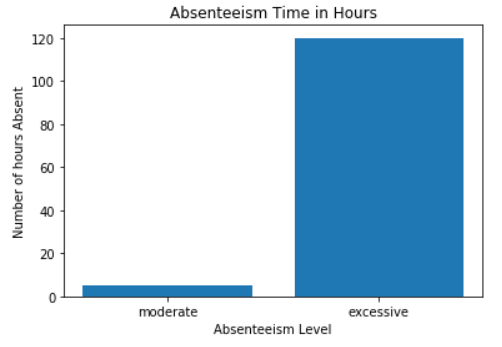 Absenteeism Time in Hours
120
100
80
60
40
20
0
Number of hours Absent
moderate excessive
Absenteeism Level